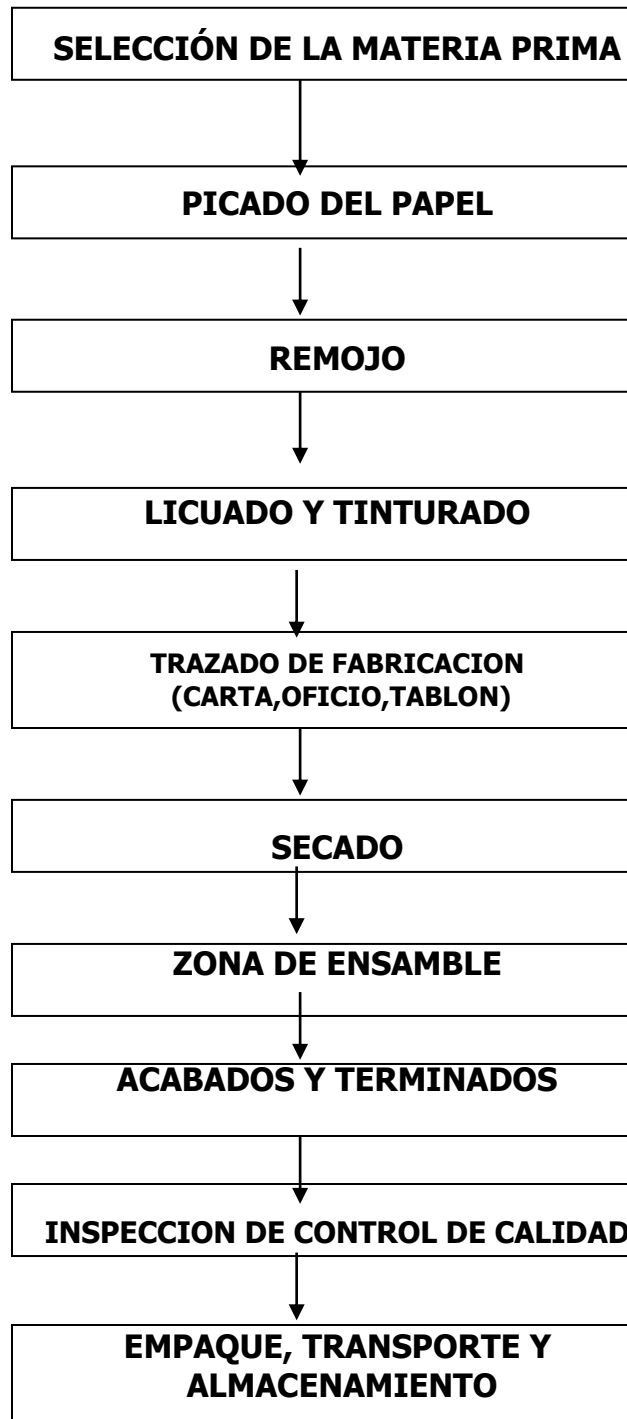 SELECCIÓN DE LA MATERIA PRIMA
PICADO DEL PAPEL
REMOJO
LICUADO Y TINTURADO
TRAZADO DE FABRICACION
(CARTA,OFICIO,TABLON)
SECADO
ZONA DE ENSAMBLE
ACABADOS Y TERMINADOS
INSPECCION DE CONTROL DE CALIDAD
EMPAQUE, TRANSPORTE Y
ALMACENAMIENTO